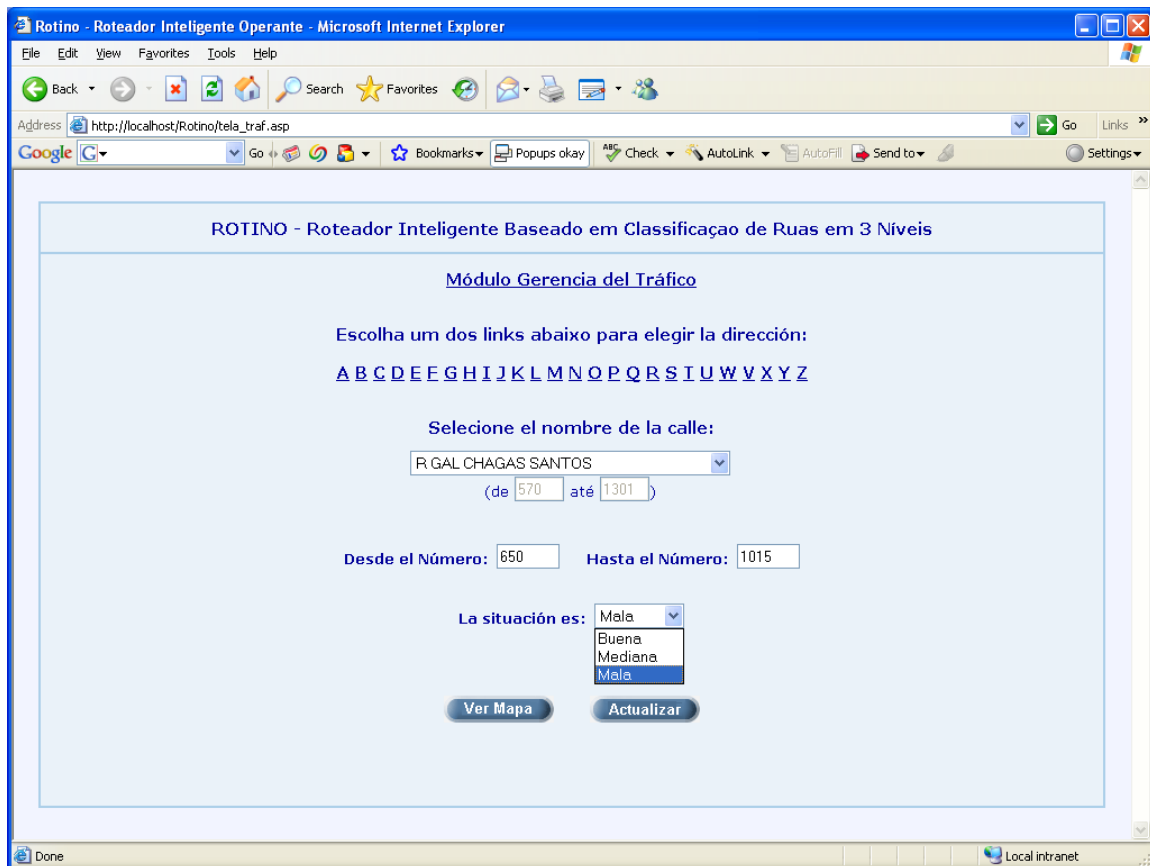 Rotino - Roteador Inteligente Operante - Microsoft Internet Explorer
File Edit View Favorites Tools Help
Back Search Favorites
Address http://localhost/Rotino/tela_traf.asp Go Links »
Google G Go Bookmarks Popups okay ABC Check AutoLink AutoFill Send to Settings
ROTINO - Roteador Inteligente Baseado em Classificaçao de Ruas em 3 Níveis
Módulo Gerencia del Tráfico
Escolha um dos links abaixo para elegir la dirección:
A B C D E F G H I J K L M N O P Q R S T U W V X Y Z
Selecione el nombre de la calle:
R GAL CHAGAS SANTOS
(de 570 até 1301 )
Desde el Número: 650 Hasta el Número: 1015
La situación es: Mala
Buena
Mediana
Mala
Ver Mapa Actualizar
Done Local intranet